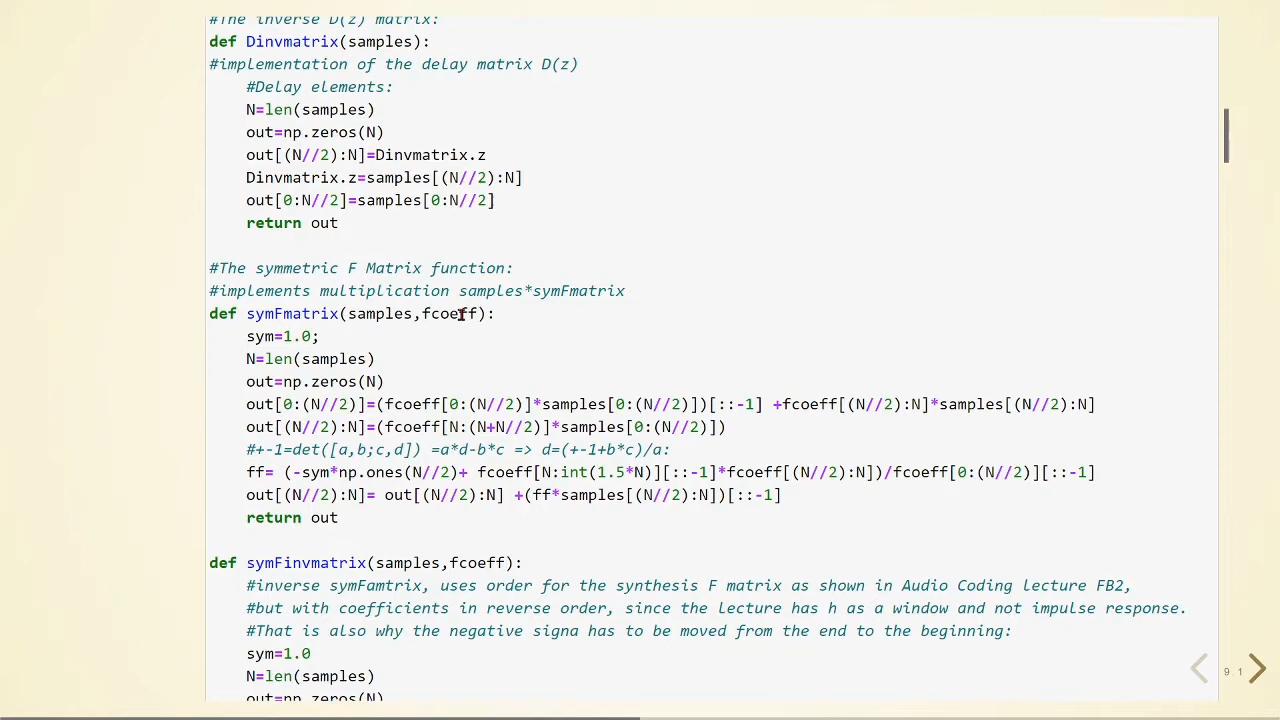 #The inverse D(z) matrix:
def Dinvmatrix(samples):
#implementation of the delay matrix D(z)
    #Delay elements:
    N=len(samples)
    out=np.zeros(N)
    out[(N//2):N]=Dinvmatrix.z
    Dinvmatrix.z=samples[(N//2):N]
    out[0:N//2]=samples[0:N//2]
    return out

#The symmetric F Matrix function:
#implements multiplication samples*symFmatrix
def symFmatrix(samples,fcoeff):
    sym=1.0;
    N=len(samples)
    out=np.zeros(N)
    out[0:(N//2)]=(fcoeff[0:(N//2)]*samples[0:(N//2)])[::-1] +fcoeff[(N//2):N]*samples[(N//2):N]
    out[(N//2):N]=(fcoeff[N:(N+N//2)]*samples[0:(N//2)])
    #+-1=det([a,b;c,d]) =a*d-b*c => d=(+-1+b*c)/a:
    ff= (-sym*np.ones(N//2)+ fcoeff[N:int(1.5*N)][::-1]*fcoeff[(N//2):N])/fcoeff[0:(N//2)][::-1]
    out[(N//2):N]= out[(N//2):N] +(ff*samples[(N//2):N])[::-1]
    return out

def symFinvmatrix(samples,fcoeff):
    #inverse symFamtrix, uses order for the synthesis F matrix as shown in Audio Coding lecture FB2,
    #but with coefficients in reverse order, since the lecture has h as a window and not impulse response.
    #That is also why the negative signa has to be moved from the end to the beginning:
    sym=1.0
    N=len(samples)
    out=np.zeros(N)
9.1